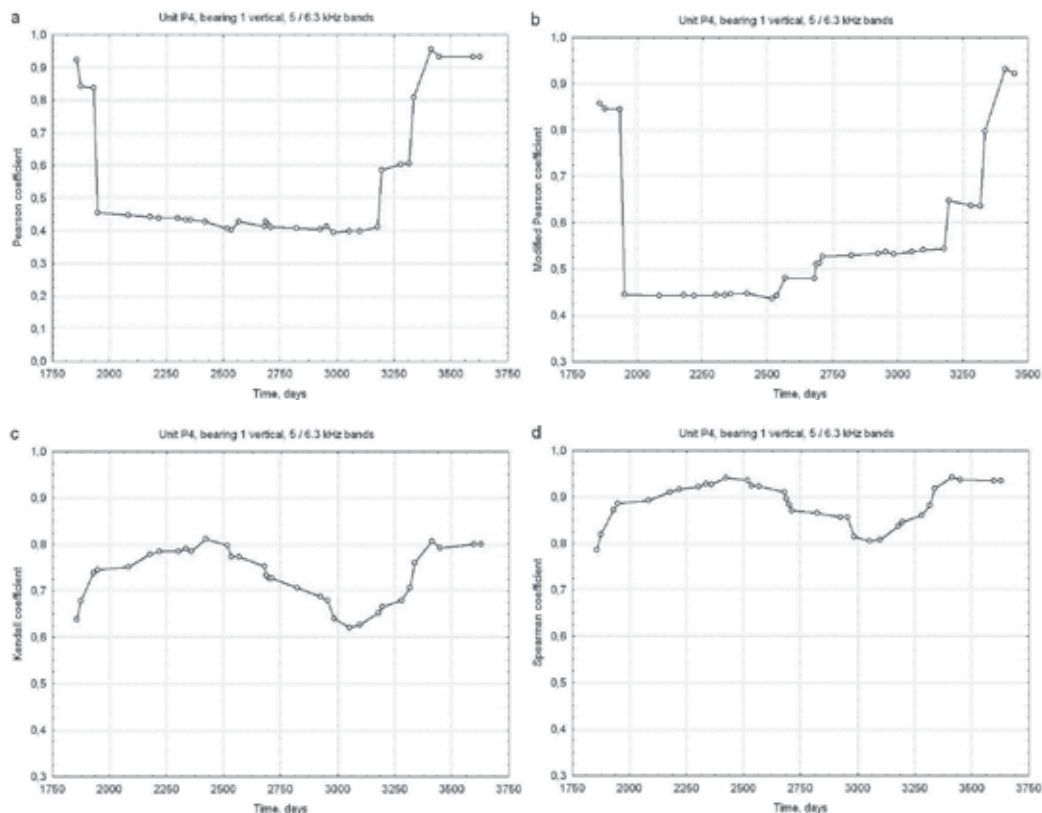 a
Unit P4, bearing 1 vertical, 5 / 6.3 kHz bands
Pearson coefficient
1,0
0,9
0,8
0,7
0,6
0,5
0,4
0,3
0,2
0,1
0,0
1750 2000 2250 2500 2750 3000 3250 3500 3750
Time, days
b
Unit P4, bearing 1 vertical, 5 / 6.3 kHz bands
Modified Pearson coefficient
1,0
0,9
0,8
0,7
0,6
0,5
0,4
0,3
1750 2000 2250 2500 2750 3000 3250 3500
Time, days
c
Unit P4, bearing 1 vertical, 5 / 6.3 kHz bands
Kendall coefficient
1,0
0,9
0,8
0,7
0,6
0,5
0,4
0,3
1750 2000 2250 2500 2750 3000 3250 3500 3750
Time, days
d
Unit P4, bearing 1 vertical, 5 / 6.3 kHz bands
Spearman coefficient
1,0
0,9
0,8
0,7
0,6
0,5
0,4
0,3
1750 2000 2250 2500 2750 3000 3250 3500 3750
Time, days